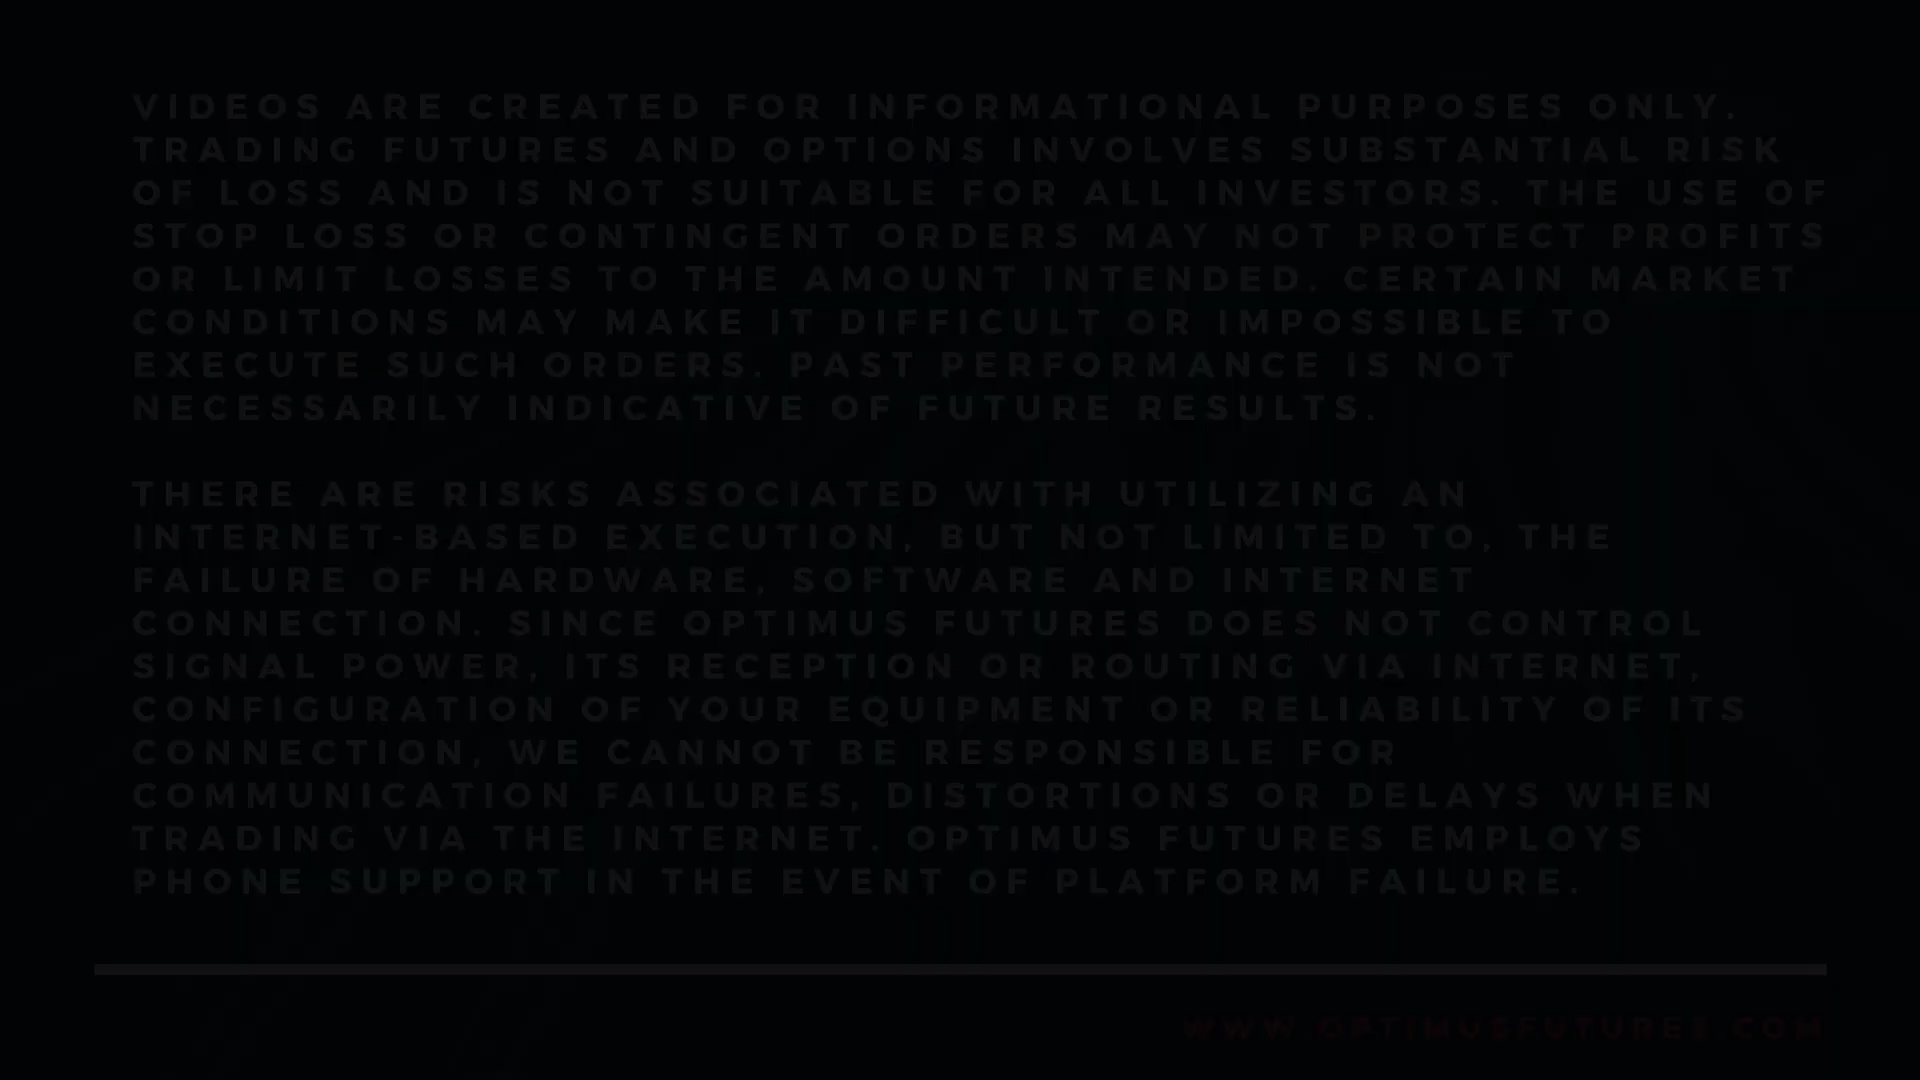 VIDEOS ARE CREATED FOR INFORMATIONAL PURPOSES ONLY.
TRADING FUTURES AND OPTIONS INVOLVES SUBSTANTIAL RISK
OF LOSS AND IS NOT SUITABLE FOR ALL INVESTORS. THE USE OF
STOP LOSS OR CONTINGENT ORDERS MAY NOT PROTECT PROFITS
OR LIMIT LOSSES TO THE AMOUNT INTENDED. CERTAIN MARKET
CONDITIONS MAY MAKE IT DIFFICULT OR IMPOSSIBLE TO
EXECUTE SUCH ORDERS. PAST PERFORMANCE IS NOT
NECESSARILY INDICATIVE OF FUTURE RESULTS.
THERE ARE RISKS ASSOCIATED WITH UTILIZING AN
INTERNET-BASED EXECUTION, BUT NOT LIMITED TO, THE
FAILURE OF HARDWARE, SOFTWARE AND INTERNET
CONNECTION. SINCE OPTIMUS FUTURES DOES NOT CONTROL
SIGNAL POWER, ITS RECEPTION OR ROUTING VIA INTERNET,
CONFIGURATION OF YOUR EQUIPMENT OR RELIABILITY OF ITS
CONNECTION, WE CANNOT BE RESPONSIBLE FOR
COMMUNICATION FAILURES, DISTORTIONS OR DELAYS WHEN
TRADING VIA THE INTERNET. OPTIMUS FUTURES EMPLOYS
PHONE SUPPORT IN THE EVENT OF PLATFORM FAILURE.
WWW.OPTIMUSFUTURES.COM